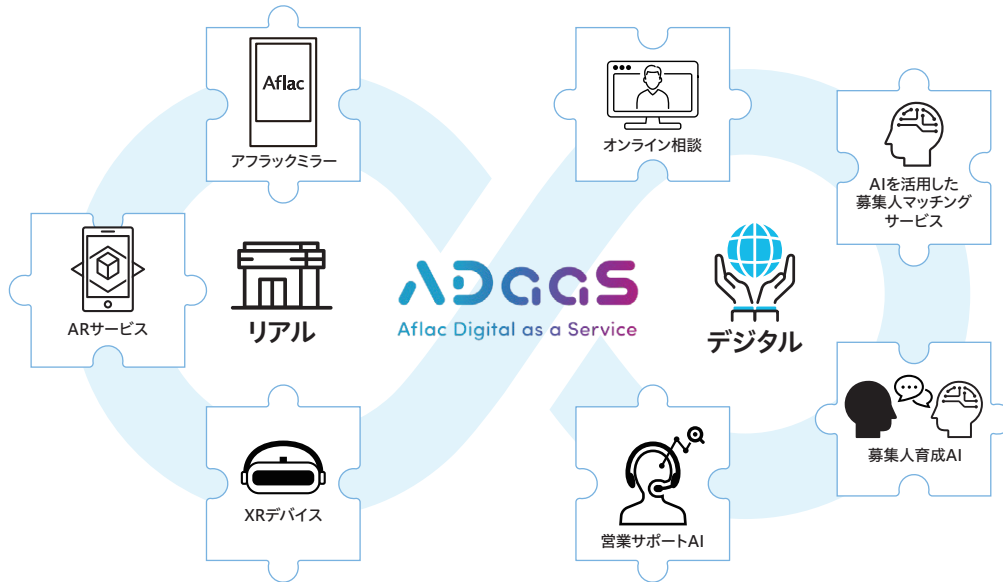 Aflac
アフラックミラー
オンライン相談
AIを活用した
募集人マッチング
サービス
ARサービス
リアル
ADaaS
Aflac Digital as a Service
デジタル
募集人育成AI
XRデバイス
営業サポートAI